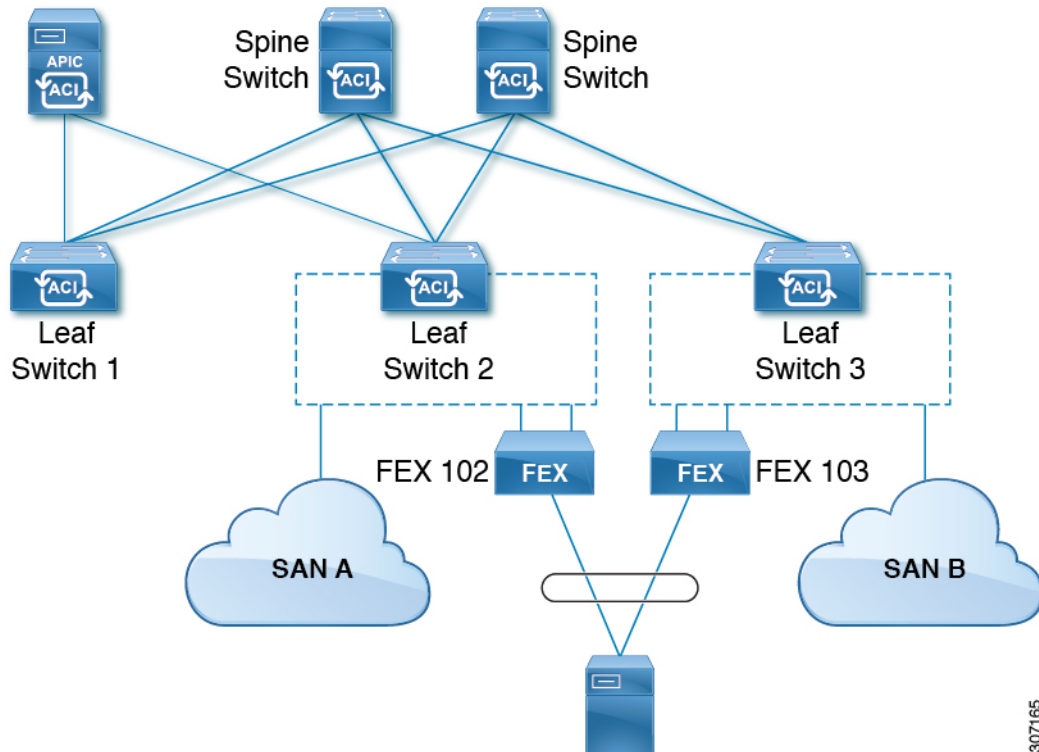 Spine
Switch
Spine
Switch
APIC
ACI
ACI
ACI
ACI
ACI
ACI
Leaf
Switch 1
Leaf
Switch 2
Leaf
Switch 3
FEX 102
FEX
FEX
FEX 103
SAN A
SAN B
307165